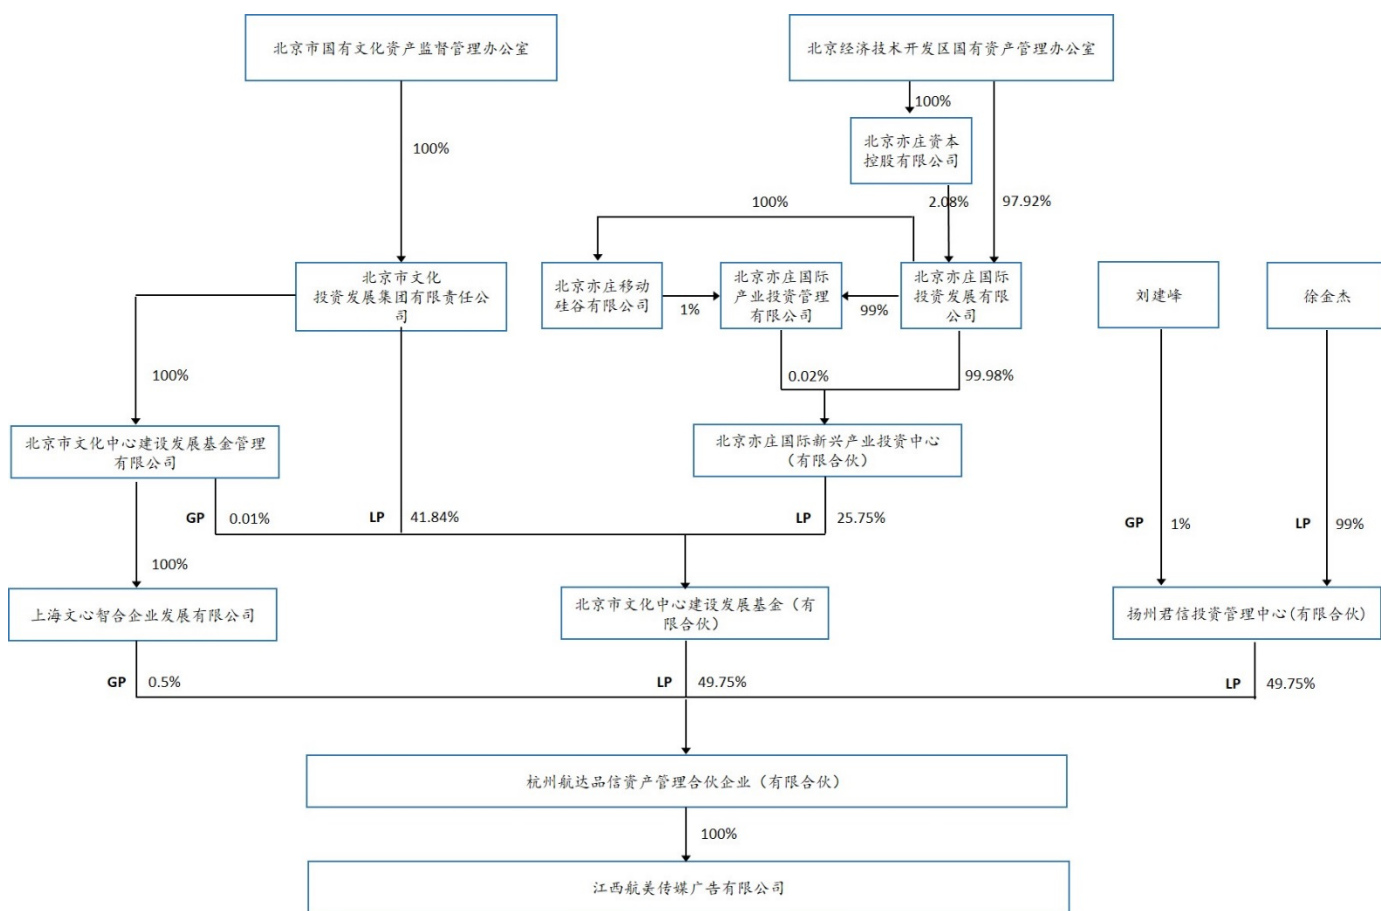 北京市国有文化资产监督管理办公室
北京经济技术开发区国有资产管理办公室
100%
北京亦庄资本
控股有限公司
100%
100%
2.08%
97.92%
北京市文化
投资发展集团有限责任公
司
北京亦庄移动
硅谷有限公司
1%
北京亦庄国际
产业投资管理
有限公司
99%
北京亦庄国际
投资发展有限
公司
刘建峰
徐金杰
100%
0.02%
99.98%
北京市文化中心建设发展基金管理
有限公司
北京亦庄国际新兴产业投资中心
（有限合伙）
GP
0.01%
LP
41.84%
LP
25.75%
GP
1%
LP
99%
100%
上海文心智合企业发展有限公司
北京市文化中心建设发展基金（有
限合伙）
扬州君信投资管理中心(有限合伙)
GP
0.5%
LP
49.75%
LP
49.75%
杭州航达品信资产管理合伙企业（有限合伙）
100%
江西航美传媒广告有限公司